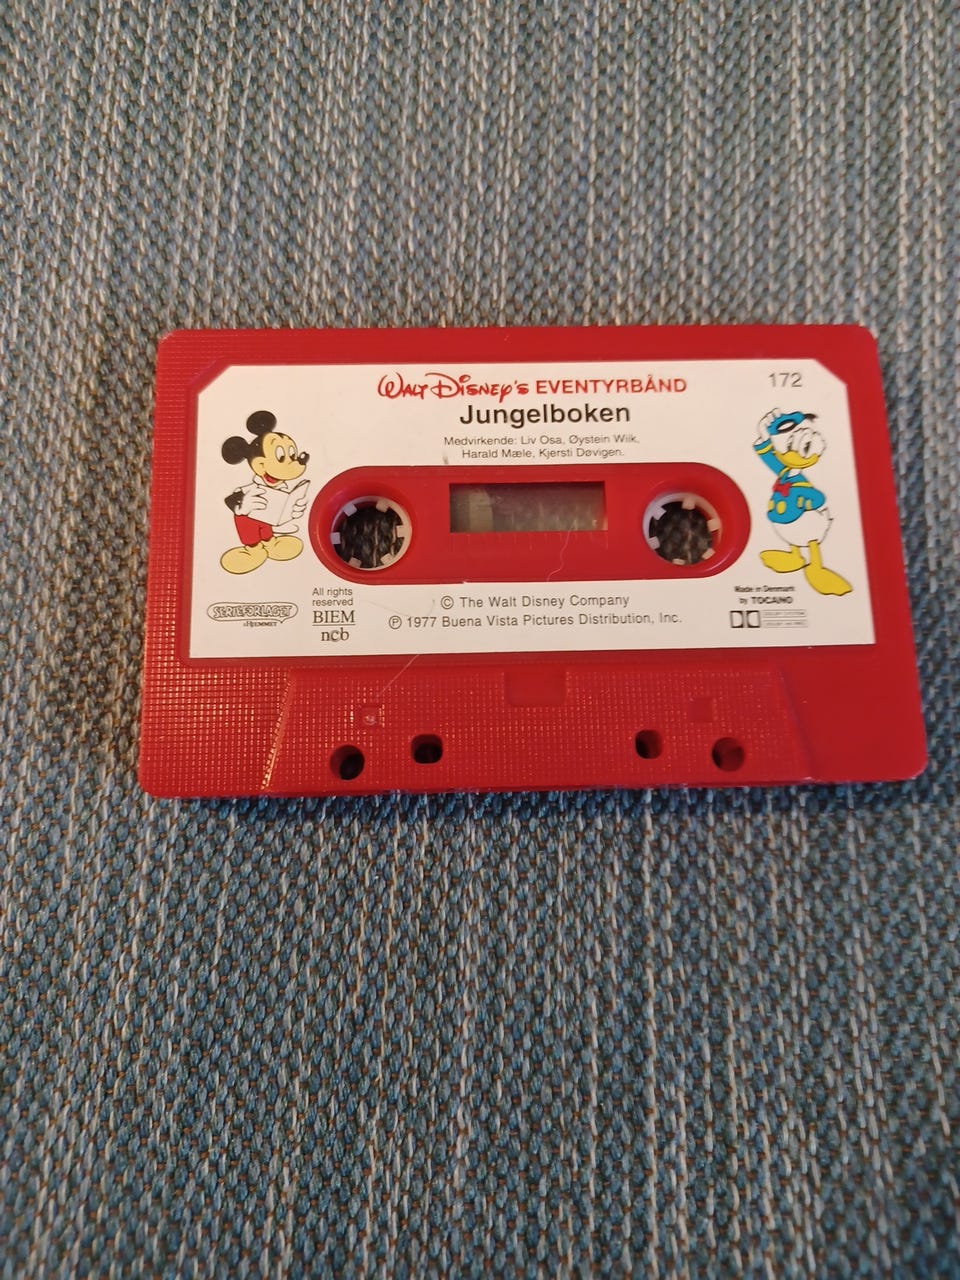 WALT DISNEY'S EVENTYRBÅND
172
Jungelboken
Medvirkende: Liv Osa, Øystein Wiik,
Harald Mæle, Kjersti Døvigen.
SERIEFORLAGET
HJEMMET
All rights
reserved
BIEM
ncb
© The Walt Disney Company
℗ 1977 Buena Vista Pictures Distribution, Inc.
Made in Denmark
by TOCANO